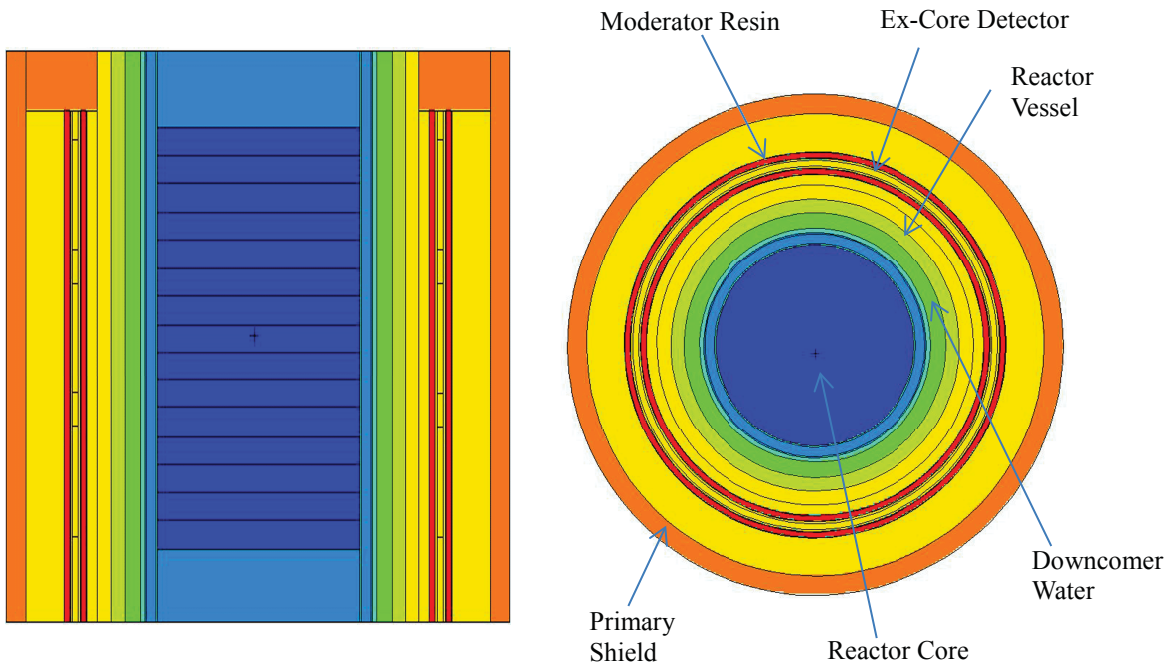 Moderator Resin
Ex-Core Detector
Reactor
Vessel
Downcomer
Water
Primary
Shield
Reactor Core